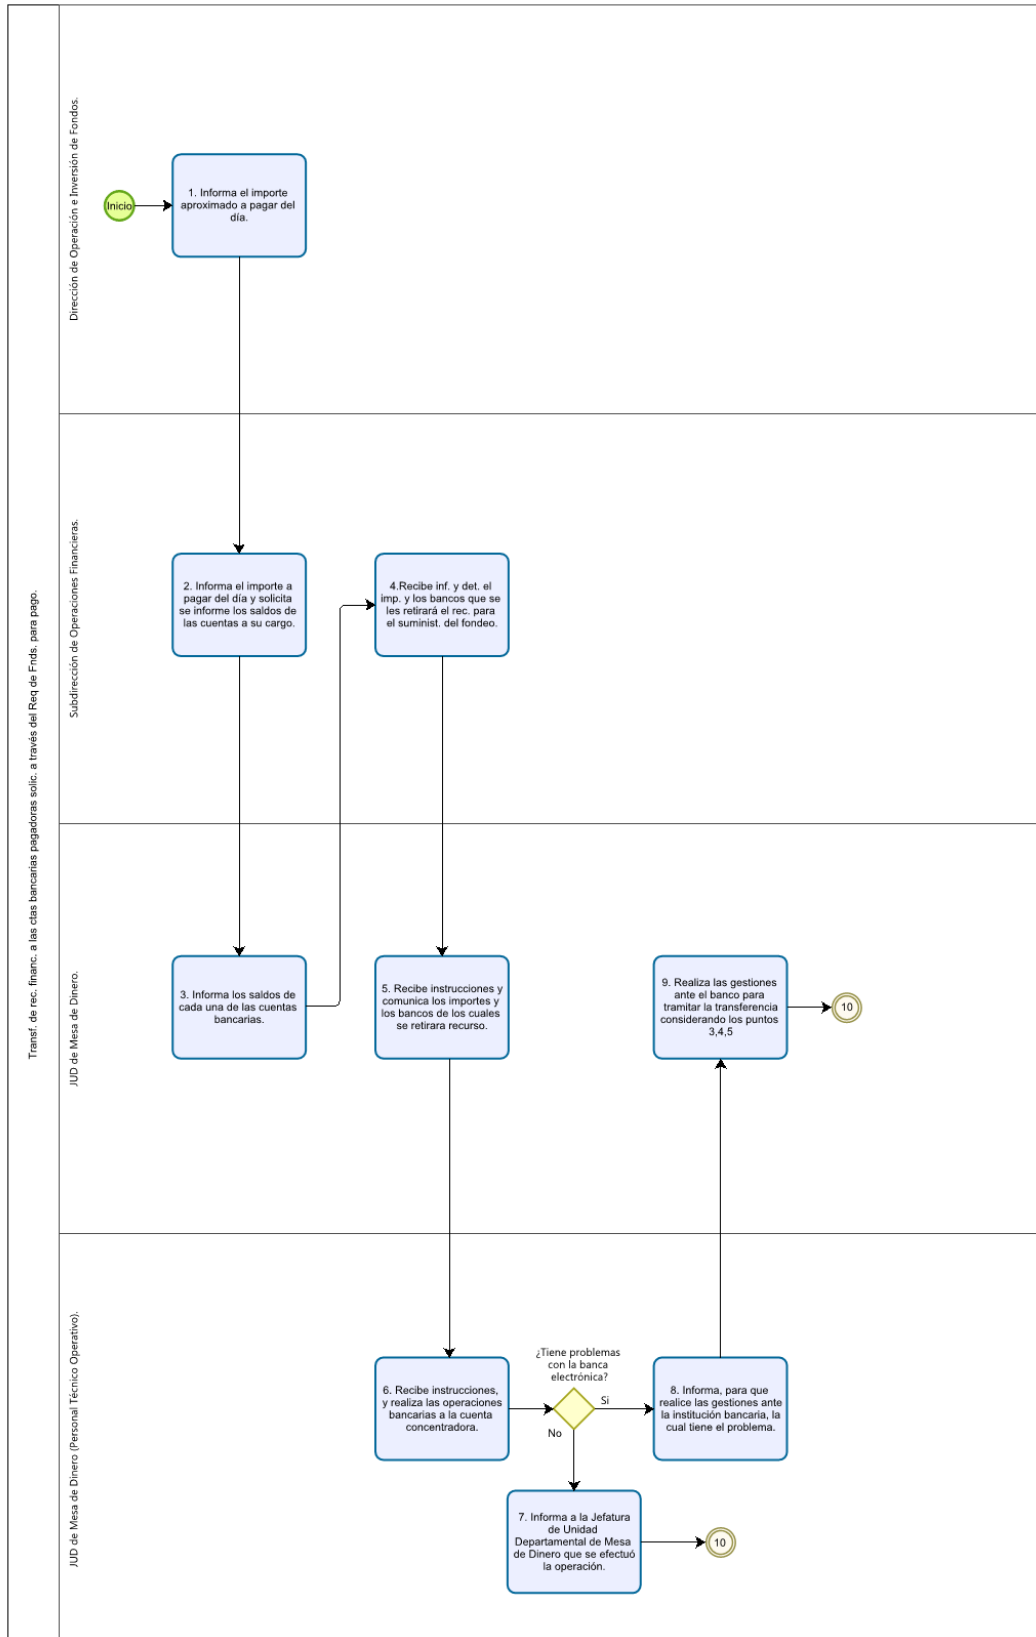 Transf. de rec. financ. a las ctas bancarias pagadoras solic. a través del Req de Fnds. para pago.
Dirección de Operación e Inversión de Fondos.
Inicio
1. Informa el importe
aproximado a pagar del
día.
Subdirección de Operaciones Financieras.
2. Informa el importe a
pagar del día y solicita
se informe los saldos de
las cuentas a su cargo.
4.Recibe inf. y det. el
imp. y los bancos que se
les retirará el rec. para
el suminist. del fondeo.
JUD de Mesa de Dinero.
3. Informa los saldos de
cada una de las cuentas
bancarias.
5. Recibe instrucciones y
comunica los importes y
los bancos de los cuales
se retirara recurso.
9. Realiza las gestiones
ante el banco para
tramitar la transferencia
considerando los puntos
3,4,5
10
JUD de Mesa de Dinero (Personal Técnico Operativo).
6. Recibe instrucciones,
y realiza las operaciones
bancarias a la cuenta
concentradora.
¿Tiene problemas
con la banca
electrónica?
Si
No
8. Informa, para que
realice las gestiones ante
la institución bancaria, la
cual tiene el problema.
7. Informa a la Jefatura
de Unidad
Departamental de Mesa
de Dinero que se efectuó
la operación.
10